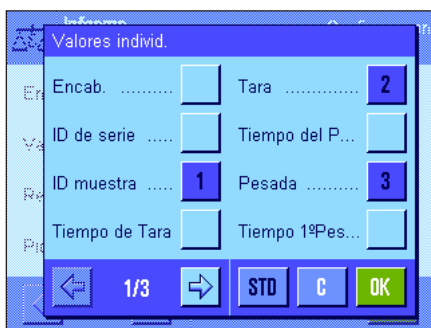 Informe
Valores individ.
Encab. .......... Tara .............. 2
ID de serie ..... Tiempo del P...
ID muestra ..... 1 Pesada .......... 3
Tiempo de Tara Tiempo 1ºPes...
1/3 STD C OK